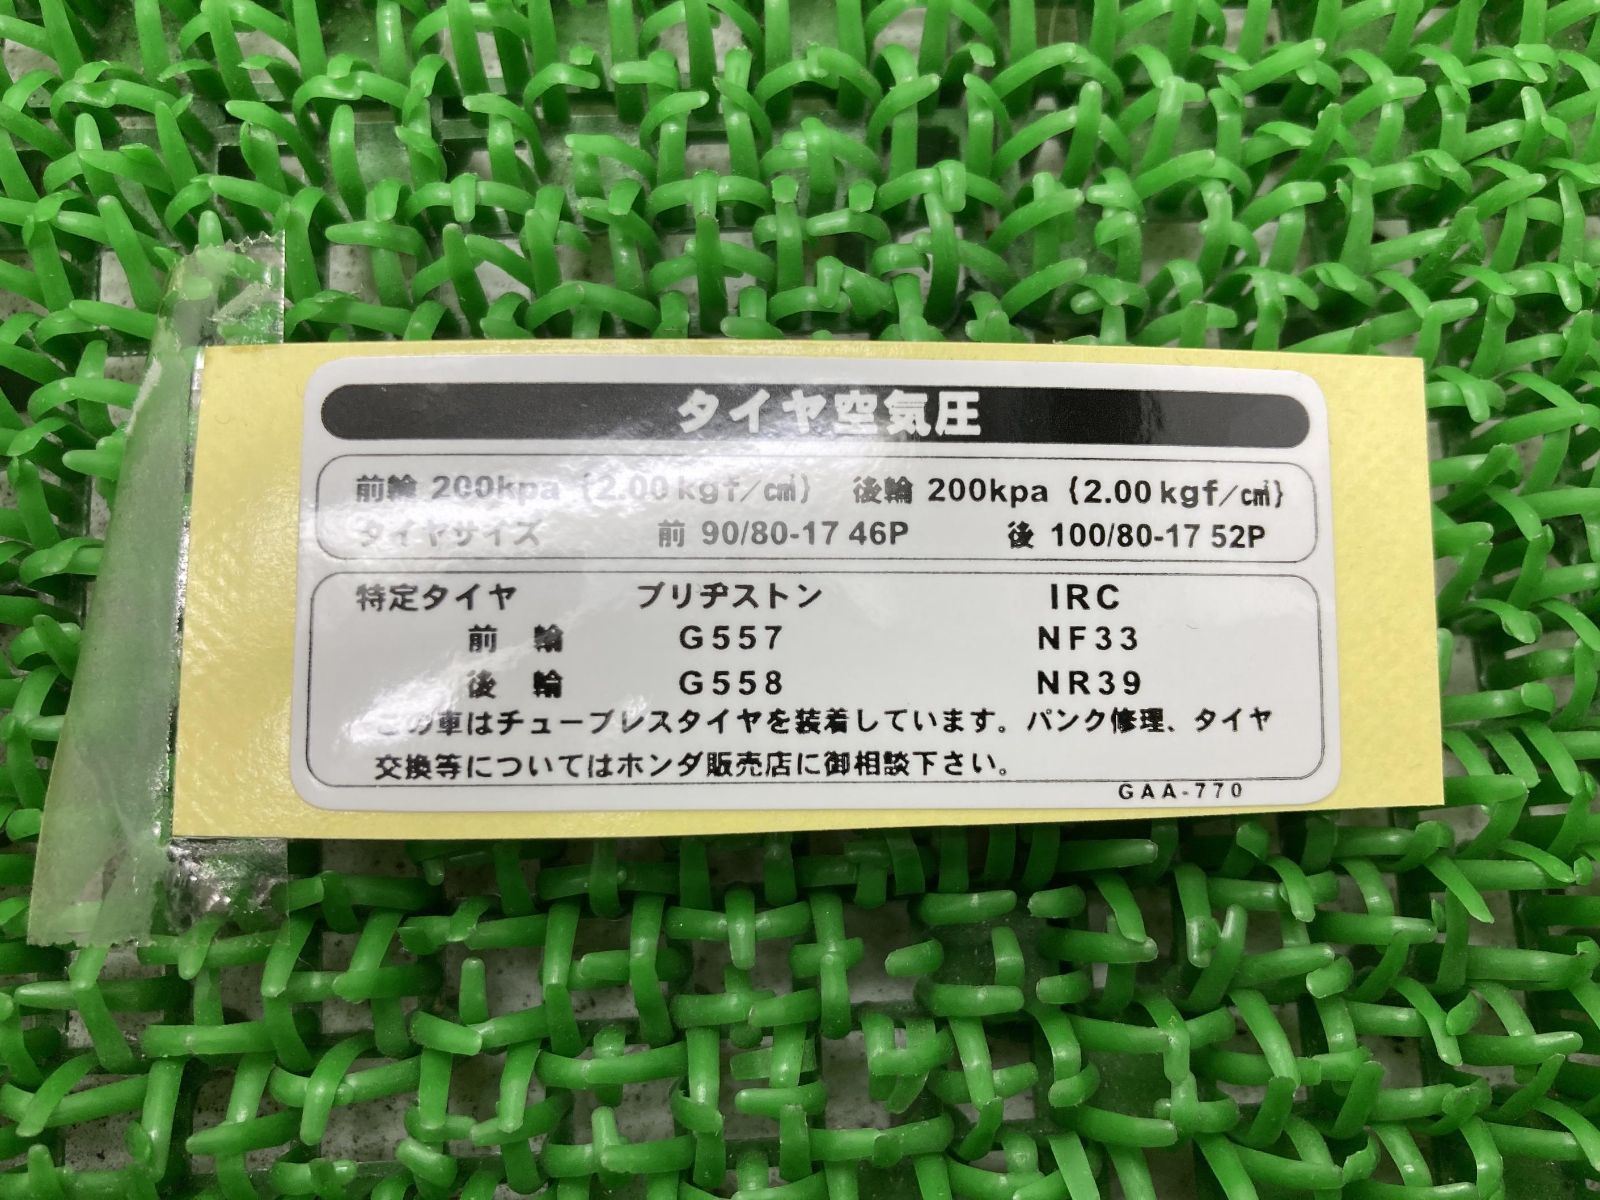 タイヤ空気圧
前輪 200kpa {2.00kgf/㎠} 後輪 200kpa {2.00kgf/㎠}
タイヤサイズ 前 90/80-17 46P 後 100/80-17 52P
特定タイヤ ブリヂストン IRC
前輪 G557 NF33
後輪 G558 NR39
この車はチューブレスタイヤを装着しています。パンク修理、タイヤ
交換等についてはホンダ販売店に御相談下さい。
GAA-770